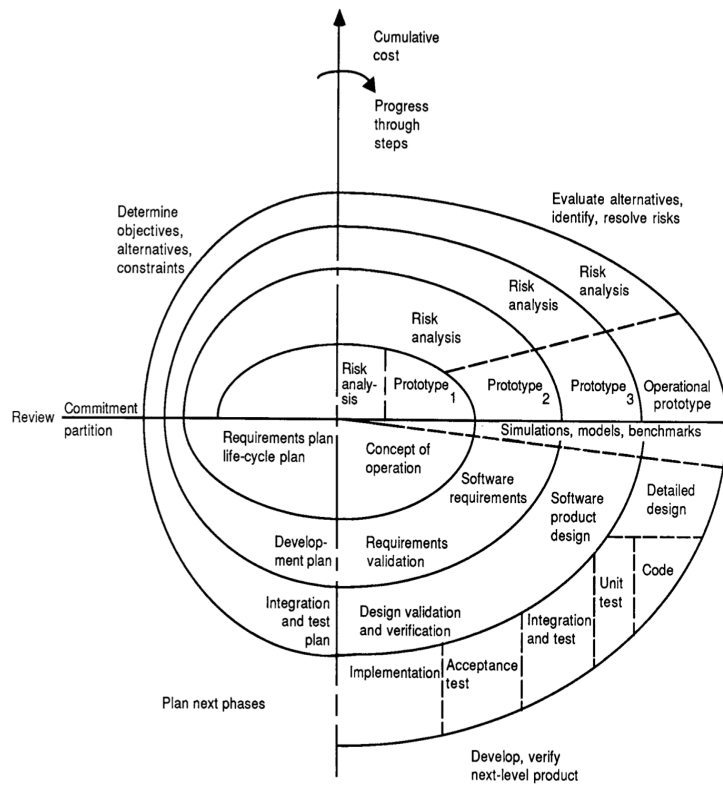 Cumulative
cost
Progress
through
steps
Evaluate alternatives,
identify, resolve risks
Determine
objectives,
alternatives,
constraints
Risk
analysis
Risk
analysis
Risk
analysis
Risk
analy-
sis
Prototype
1
Prototype
2
Prototype
3
Operational
prototype
Review
Commitment
partition
Simulations, models, benchmarks
Requirements plan
life-cycle plan
Concept of
operation
Software
requirements
Software
product
design
Detailed
design
Develop-
ment plan
Requirements
validation
Code
Unit
test
Integration
and test
plan
Design validation
and verification
Integration
and test
Implementation
Acceptance
test
Plan next phases
Develop, verify
next-level product